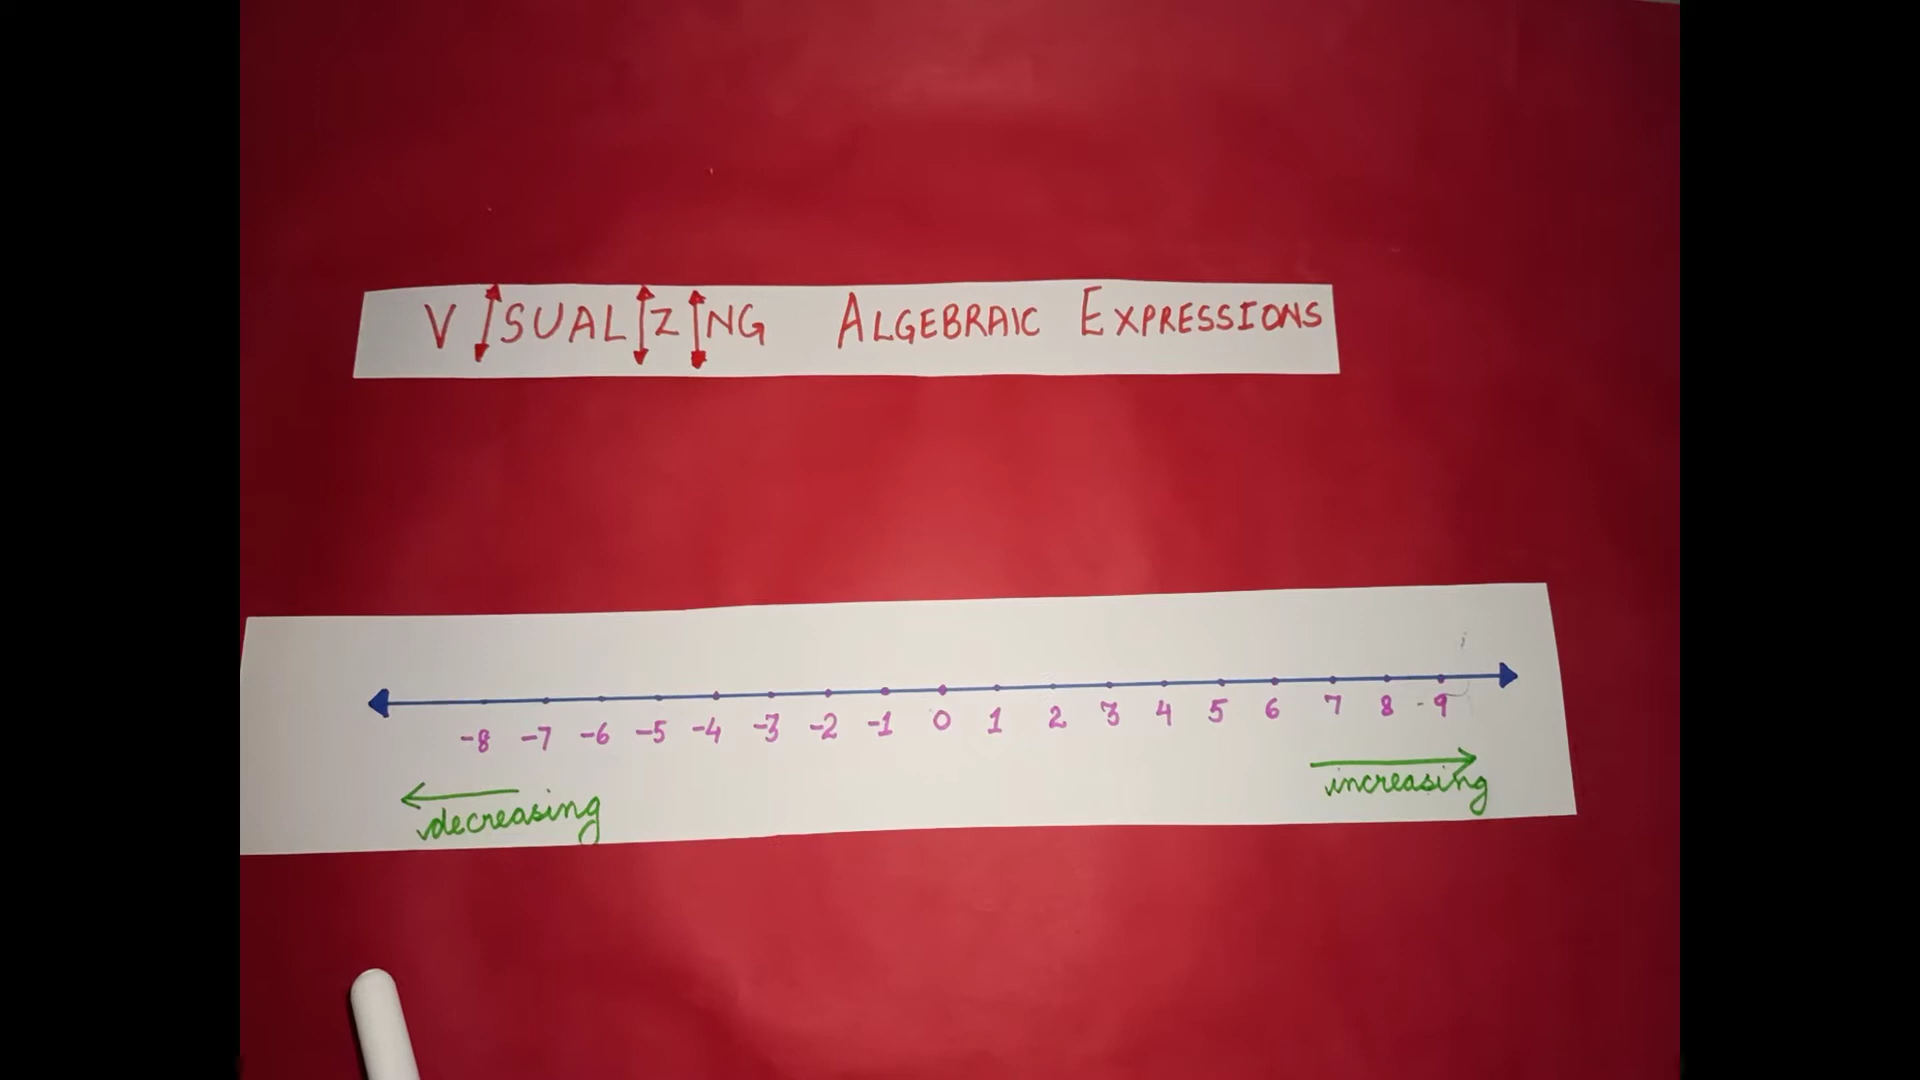 VISUALIZING ALGEBRAIC EXPRESSIONS
-8 -7 -6 -5 -4 -3 -2 -1 0 1 2 3 4 5 6 7 8 -9
decreasing increasing